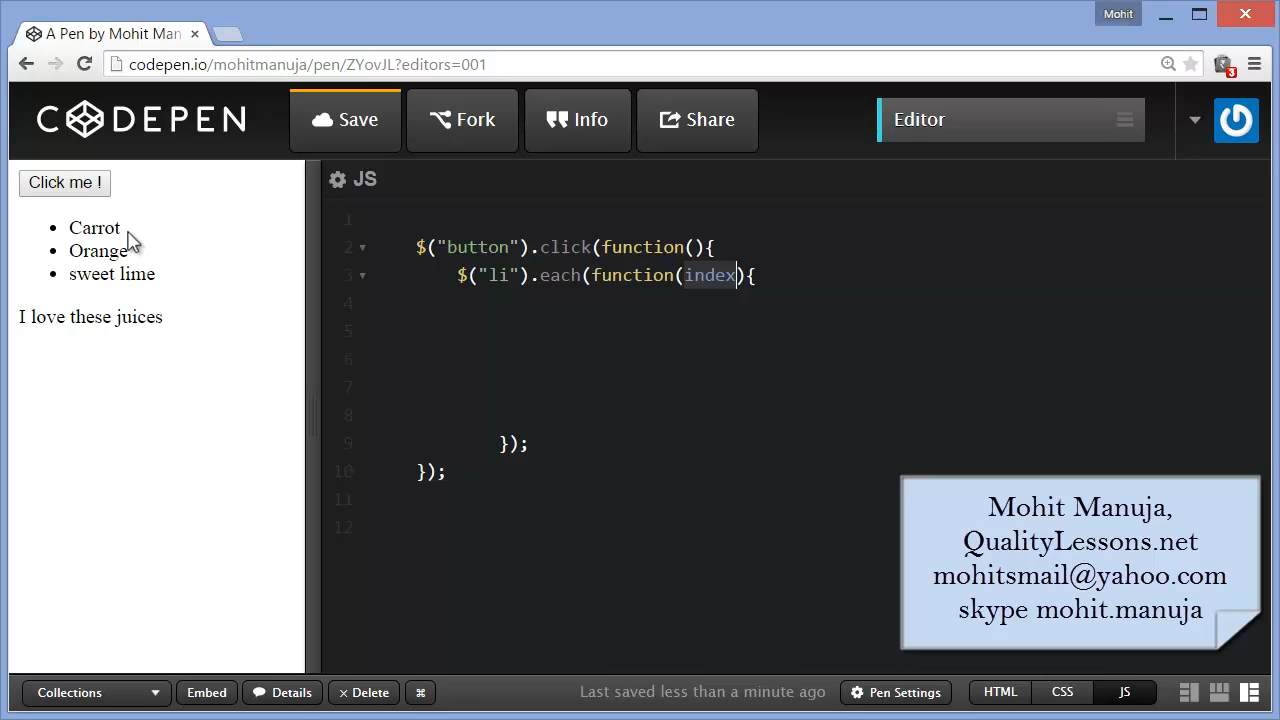 Mohit
A Pen by Mohit Man
codepen.io/mohitmanuja/pen/ZYovJL?editors=001
3
CODEPEN
Save
Fork
Info
Share
Editor
Click me !
Carrot
Orange
sweet lime
I love these juices
JS
1
2 $("button").click(function(){
3 $("li").each(function(index){
4
5
6
7
8
9 });
10 });
11
12
Mohit Manuja,
QualityLessons.net
mohitsmail@yahoo.com
skype mohit.manuja
Collections
Embed
Details
× Delete
⌘
Last saved less than a minute ago
Pen Settings
HTML
CSS
JS